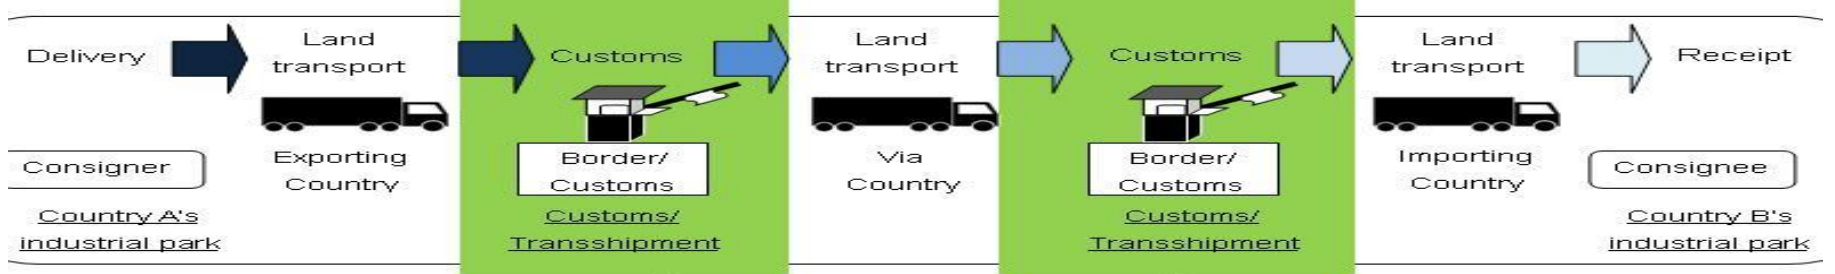 Delivery
Land
transport
Customs
Land
transport
Customs
Land
transport
Receipt
Consigner
Exporting
Country
Border/
Customs
Via
Country
Border/
Customs
Importing
Country
Consignee
Country A's
industrial park
Customs/
Transshipment
Customs/
Transshipment
Country B's
industrial park